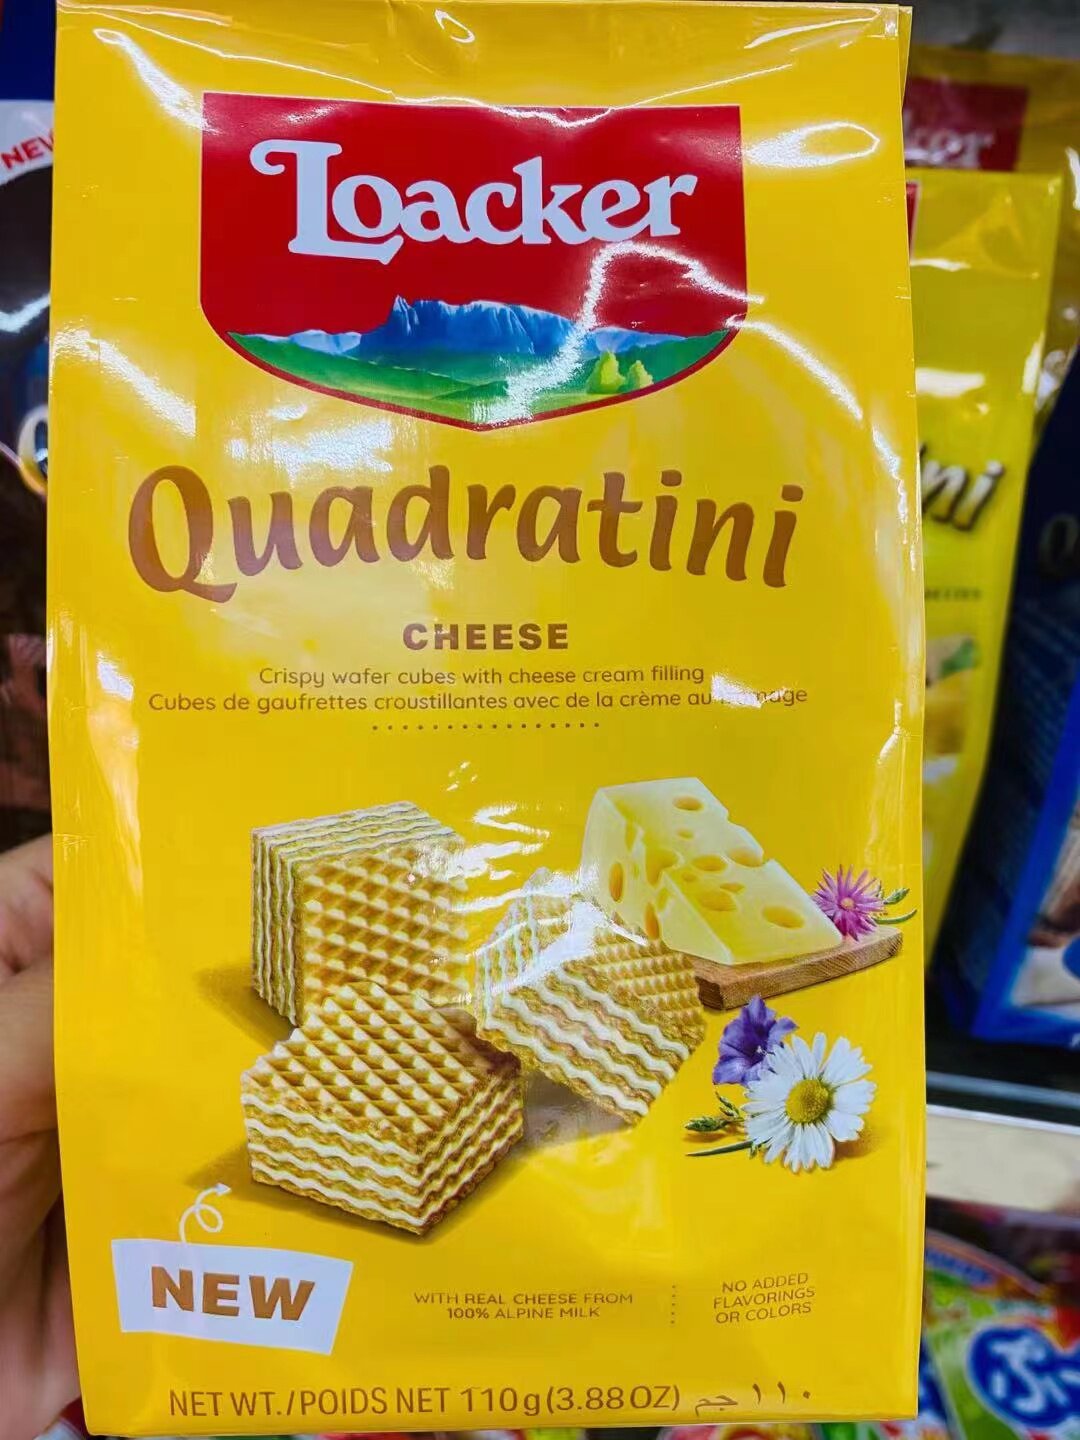 Loacker
Quadratini
CHEESE
Crispy wafer cubes with cheese cream filling
Cubes de gaufrettes croustillantes avec de la crème au
NEW
WITH REAL CHEESE FROM
100% ALPINE MILK
NO ADDED
FLAVORINGS
OR COLORS
NET WT./POIDS NET 110g(3.88 OZ) ١١٠ جم